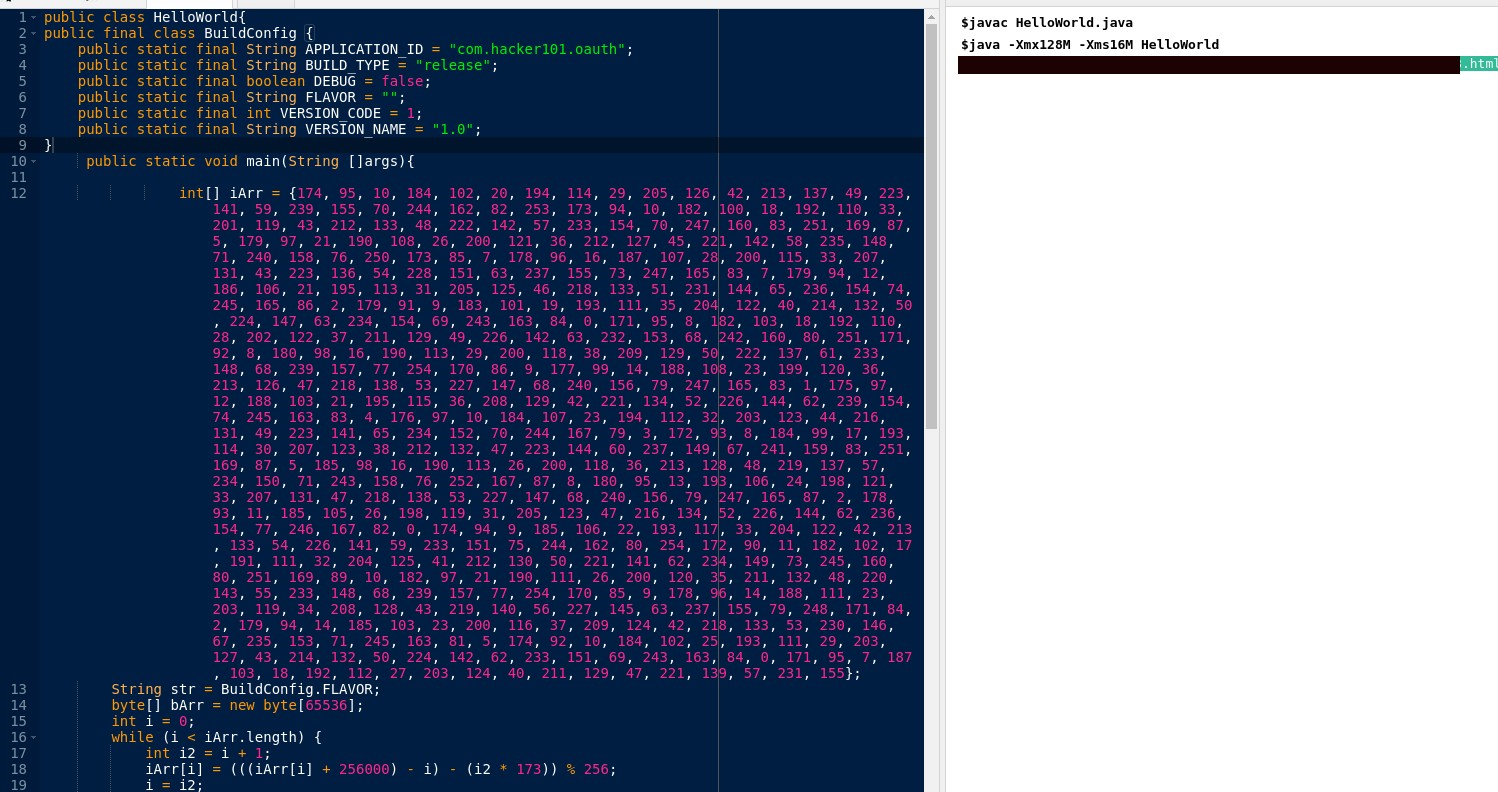 1 public class HelloWorld{
2 public final class BuildConfig {
3 public static final String APPLICATION_ID = "com.hacker101.oauth";
4 public static final String BUILD_TYPE = "release";
5 public static final boolean DEBUG = false;
6 public static final String FLAVOR = "";
7 public static final int VERSION_CODE = 1;
8 public static final String VERSION_NAME = "1.0";
9 }
10 public static void main(String []args){
11
12 int[] iArr = {174, 95, 10, 184, 102, 20, 194, 114, 29, 205, 126, 42, 213, 137, 49, 223,
141, 59, 239, 155, 70, 244, 162, 82, 253, 173, 94, 10, 182, 100, 18, 192, 110, 33,
201, 119, 43, 212, 133, 48, 222, 142, 57, 233, 154, 70, 247, 160, 83, 251, 169, 87,
5, 179, 97, 21, 190, 108, 26, 200, 121, 36, 212, 127, 45, 221, 142, 58, 235, 148,
71, 240, 158, 76, 250, 173, 85, 7, 178, 96, 16, 187, 107, 28, 200, 115, 33, 207,
131, 43, 223, 136, 54, 228, 151, 63, 237, 155, 73, 247, 165, 83, 7, 179, 94, 12,
186, 106, 21, 195, 113, 31, 205, 125, 46, 218, 133, 51, 231, 144, 65, 236, 154, 74,
245, 165, 86, 2, 179, 91, 9, 183, 101, 19, 193, 111, 35, 204, 122, 40, 214, 132, 50
, 224, 147, 63, 234, 154, 69, 243, 163, 84, 0, 171, 95, 8, 182, 103, 18, 192, 110,
28, 202, 122, 37, 211, 129, 49, 226, 142, 63, 232, 153, 68, 242, 160, 80, 251, 171,
92, 8, 180, 98, 16, 190, 113, 29, 200, 118, 38, 209, 129, 50, 222, 137, 61, 233,
148, 68, 239, 157, 77, 254, 170, 86, 9, 177, 99, 14, 188, 108, 23, 199, 120, 36,
213, 126, 47, 218, 138, 53, 227, 147, 68, 240, 156, 79, 247, 165, 83, 1, 175, 97,
12, 188, 103, 21, 195, 115, 36, 208, 129, 42, 221, 134, 52, 226, 144, 62, 239, 154,
74, 245, 163, 83, 4, 176, 97, 10, 184, 107, 23, 194, 112, 32, 203, 123, 44, 216,
131, 49, 223, 141, 65, 234, 152, 70, 244, 167, 79, 3, 172, 93, 8, 184, 99, 17, 193,
114, 30, 207, 123, 38, 212, 132, 47, 223, 144, 60, 237, 149, 67, 241, 159, 83, 251,
169, 87, 5, 185, 98, 16, 190, 113, 26, 200, 118, 36, 213, 128, 48, 219, 137, 57,
234, 150, 71, 243, 158, 76, 252, 167, 87, 8, 180, 95, 13, 193, 106, 24, 198, 121,
33, 207, 131, 47, 218, 138, 53, 227, 147, 68, 240, 156, 79, 247, 165, 87, 2, 178,
93, 11, 185, 105, 26, 198, 119, 31, 205, 123, 47, 216, 134, 52, 226, 144, 62, 236,
154, 77, 246, 167, 82, 0, 174, 94, 9, 185, 106, 22, 193, 117, 33, 204, 122, 42, 213
, 133, 54, 226, 141, 59, 233, 151, 75, 244, 162, 80, 254, 172, 90, 11, 182, 102, 17
, 191, 111, 32, 204, 125, 41, 212, 130, 50, 221, 141, 62, 234, 149, 73, 245, 160,
80, 251, 169, 89, 10, 182, 97, 21, 190, 111, 26, 200, 120, 35, 211, 132, 48, 220,
143, 55, 233, 148, 68, 239, 157, 77, 254, 170, 85, 9, 178, 96, 14, 188, 111, 23,
203, 119, 34, 208, 128, 43, 219, 140, 56, 227, 145, 63, 237, 155, 79, 248, 171, 84,
2, 179, 94, 14, 185, 103, 23, 200, 116, 37, 209, 124, 42, 218, 133, 53, 230, 146,
67, 235, 153, 71, 245, 163, 81, 5, 174, 92, 10, 184, 102, 25, 193, 111, 29, 203,
127, 43, 214, 132, 50, 224, 142, 62, 233, 151, 69, 243, 163, 84, 0, 171, 95, 7, 187
, 103, 18, 192, 112, 27, 203, 124, 40, 211, 129, 47, 221, 139, 57, 231, 155};
13 String str = BuildConfig.FLAVOR;
14 byte[] bArr = new byte[65536];
15 int i = 0;
16 while (i < iArr.length) {
17 int i2 = i + 1;
18 iArr[i] = (((iArr[i] + 256000) - i) - (i2 * 173)) % 256;
19 i = i2;
$javac HelloWorld.java
$java -Xmx128M -Xms16M HelloWorld
.html